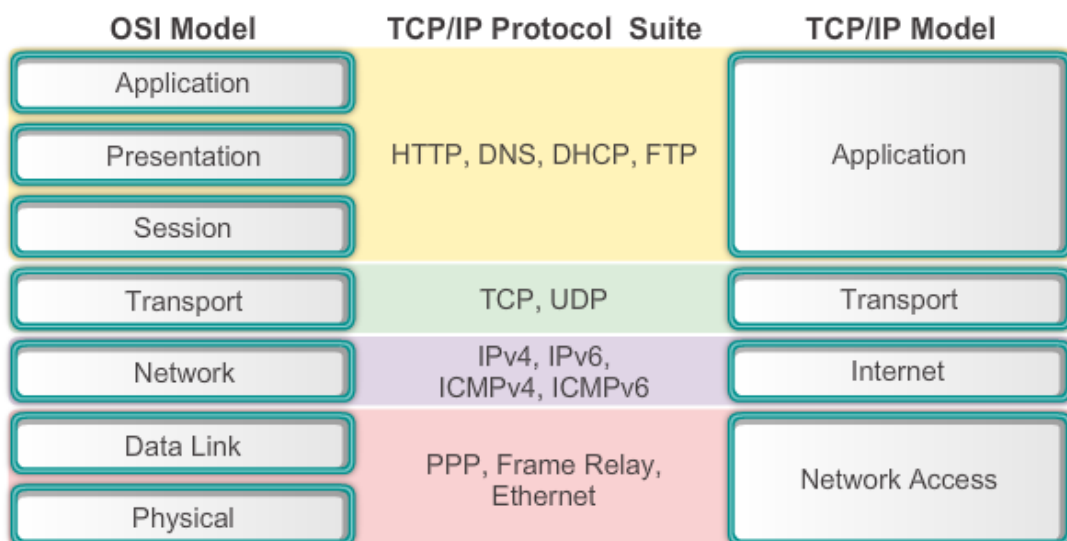 OSI Model
TCP/IP Protocol Suite
TCP/IP Model
Application
Presentation
Session
HTTP, DNS, DHCP, FTP
Application
Transport
TCP, UDP
Transport
Network
IPv4, IPv6,
ICMPv4, ICMPv6
Internet
Data Link
Physical
PPP, Frame Relay,
Ethernet
Network Access